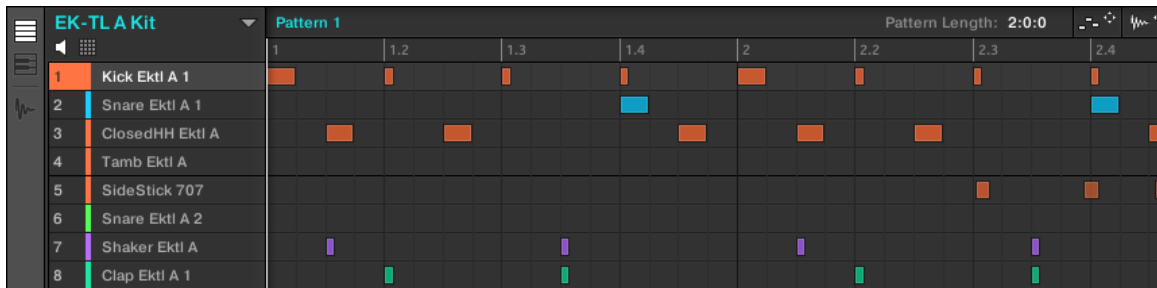 EK-TL A Kit Pattern 1 Pattern Length: 2:0:0
1 1.2 1.3 1.4 2 2.2 2.3 2.4
1 Kick Ektl A 1
2 Snare Ektl A 1
3 ClosedHH Ektl A
4 Tamb Ektl A
5 SideStick 707
6 Snare Ektl A 2
7 Shaker Ektl A
8 Clap Ektl A 1